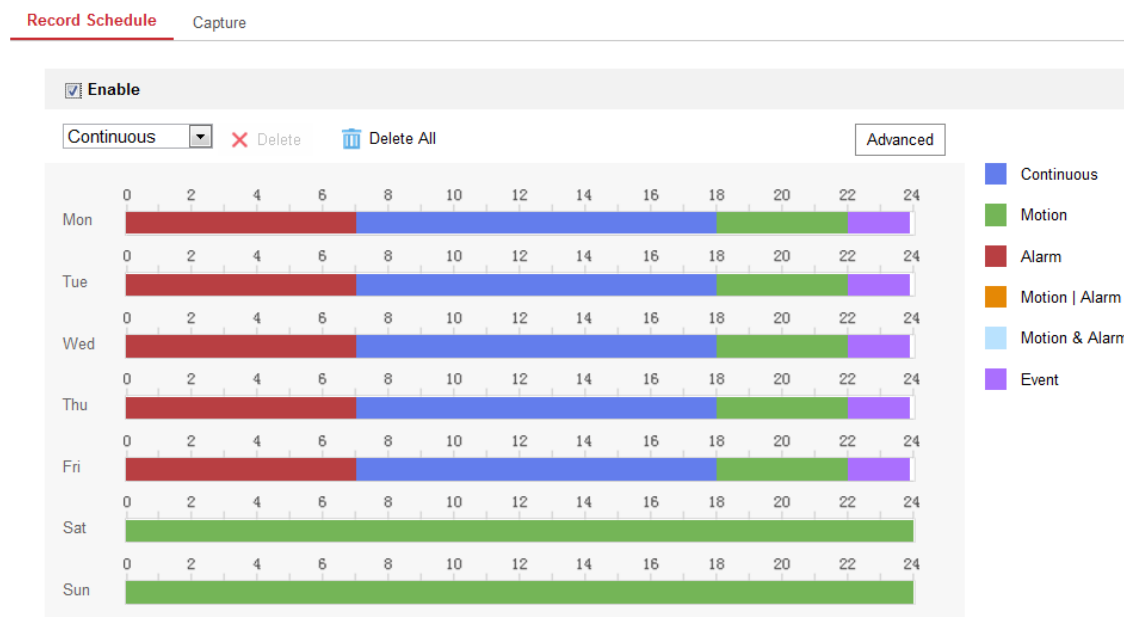 Record Schedule Capture
Enable
Continuous Delete Delete All Advanced
Continuous
0 2 4 6 8 10 12 14 16 18 20 22 24
Mon
Motion
0 2 4 6 8 10 12 14 16 18 20 22 24
Alarm
Tue
Motion | Alarm
0 2 4 6 8 10 12 14 16 18 20 22 24
Wed
Motion & Alarm
0 2 4 6 8 10 12 14 16 18 20 22 24
Event
Thu
0 2 4 6 8 10 12 14 16 18 20 22 24
Fri
0 2 4 6 8 10 12 14 16 18 20 22 24
Sat
0 2 4 6 8 10 12 14 16 18 20 22 24
Sun